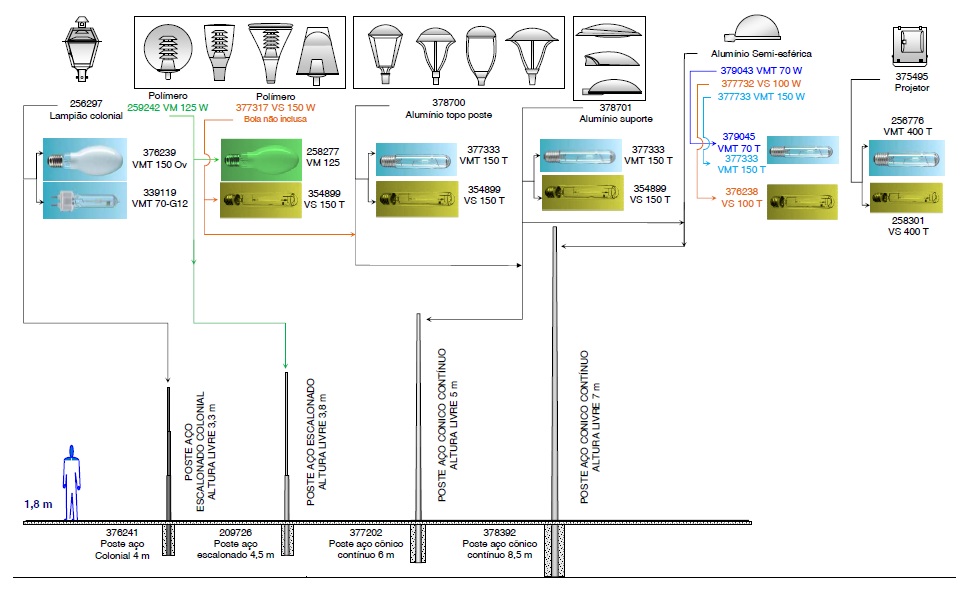 Alumínio Semi-esférica
379043 VMT 70 W
377732 VS 100 W
377733 VMT 150 W
375495
Projetor
256297
Lampião colonial
Polímero
259242 VM 125 W
Polímero
377317 VS 150 W
Bola não inclusa
378700
Alumínio topo poste
378701
Alumínio suporte
376239
VMT 150 Ov
339119
VMT 70-G12
258277
VM 125
354899
VS 150 T
377333
VMT 150 T
354899
VS 150 T
377333
VMT 150 T
354899
VS 150 T
379045
VMT 70 T
377333
VMT 150 T
376238
VS 100 T
256776
VMT 400 T
258301
VS 400 T
POSTE AÇO
ESCALONADO COLONIAL
ALTURA LIVRE 3,3 m
POSTE AÇO ESCALONADO
ALTURA LIVRE 3,8 m
POSTE AÇO CONICO CONTÍNUO
ALTURA LIVRE 5 m
POSTE AÇO CONICO CONTÍNUO
ALTURA LIVRE 7 m
1,8 m
376241
Poste aço
Colonial 4 m
209726
Poste aço
escalonado 4,5 m
377202
Poste aço cônico
contínuo 6 m
378392
Poste aço cônico
contínuo 8,5 m